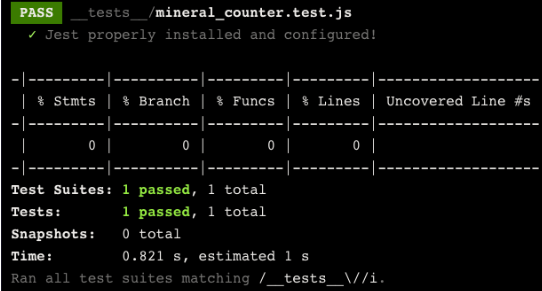 PASS __tests__/mineral_counter.test.js
✓ Jest properly installed and configured!
-|---------|----------|---------|---------|-------------------
| % Stmts | % Branch | % Funcs | % Lines | Uncovered Line #s
-|---------|----------|---------|---------|-------------------
| 0 | 0 | 0 | 0 |
-|---------|----------|---------|---------|-------------------
Test Suites: 1 passed, 1 total
Tests: 1 passed, 1 total
Snapshots: 0 total
Time: 0.821 s, estimated 1 s
Ran all test suites matching /__tests__\//i.